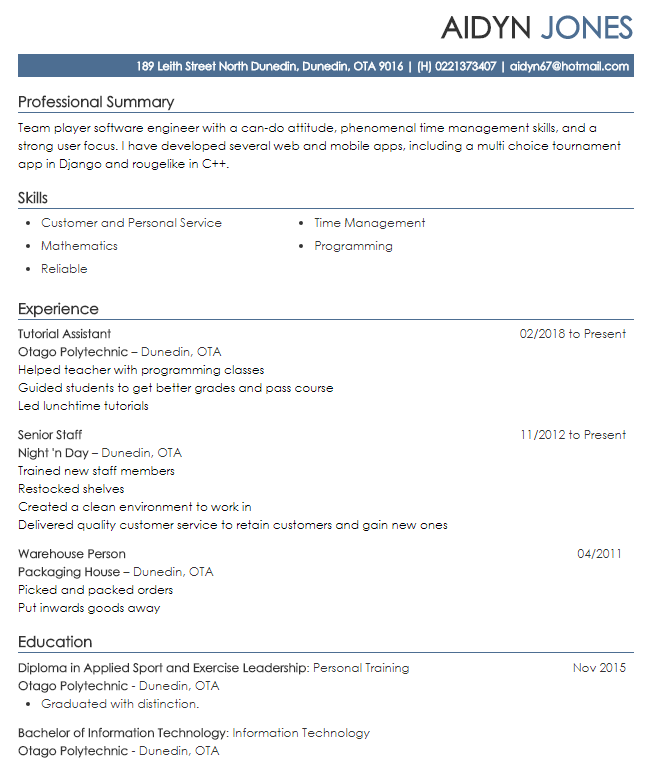 AIDYN JONES
189 Leith Street North Dunedin, Dunedin, OTA 9016 | (H) 0221373407 | aidyn67@hotmail.com
Professional Summary
Team player software engineer with a can-do attitude, phenomenal time management skills, and a
strong user focus. I have developed several web and mobile apps, including a multi choice tournament
app in Django and rougelike in C++.
Skills
• Customer and Personal Service
• Mathematics
• Reliable
• Time Management
• Programming
Experience
Tutorial Assistant 02/2018 to Present
Otago Polytechnic – Dunedin, OTA
Helped teacher with programming classes
Guided students to get better grades and pass course
Led lunchtime tutorials
Senior Staff 11/2012 to Present
Night 'n Day – Dunedin, OTA
Trained new staff members
Restocked shelves
Created a clean environment to work in
Delivered quality customer service to retain customers and gain new ones
Warehouse Person 04/2011
Packaging House – Dunedin, OTA
Picked and packed orders
Put inwards goods away
Education
Diploma in Applied Sport and Exercise Leadership: Personal Training Nov 2015
Otago Polytechnic - Dunedin, OTA
• Graduated with distinction.
Bachelor of Information Technology: Information Technology
Otago Polytechnic - Dunedin, OTA